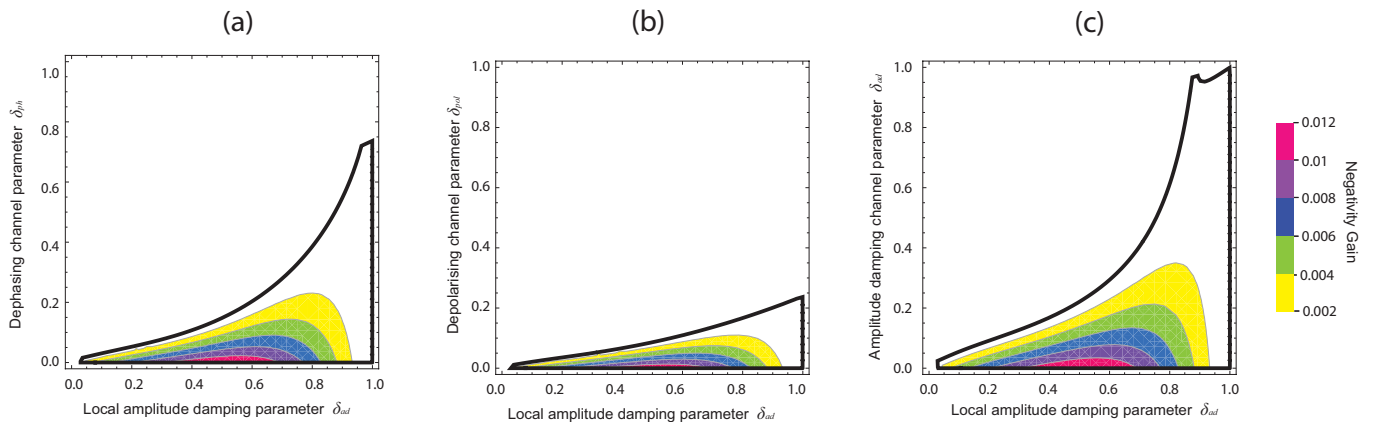 (a)
(b)
(c)
Dephasing channel parameter δph
1.0
0.8
0.6
0.4
0.2
0.0
0.0 0.2 0.4 0.6 0.8 1.0
Local amplitude damping parameter δad
Depolarising channel parameter δpol
1.0
0.8
0.6
0.4
0.2
0.0
0.0 0.2 0.4 0.6 0.8 1.0
Local amplitude damping parameter δad
Amplitude damping channel parameter δad
1.0
0.8
0.6
0.4
0.2
0.0
0.0 0.2 0.4 0.6 0.8 1.0
Local amplitude damping parameter δad
0.012
0.01
0.008
0.006
0.004
0.002
Negativity Gain